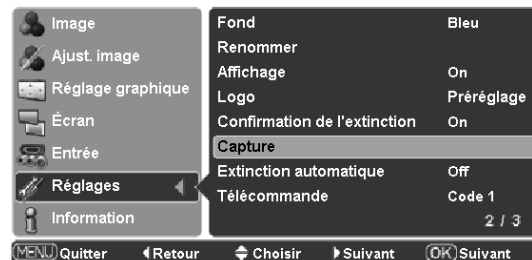 Image
Ajust. image
Réglage graphique
Écran
Entrée
Réglages
Information
Fond Bleu
Renommer
Affichage On
Logo Préréglage
Confirmation de l'extinction On
Capture
Extinction automatique Off
Télécommande Code 1
2 / 3
MENU Quitter Retour Choisir Suivant OK Suivant